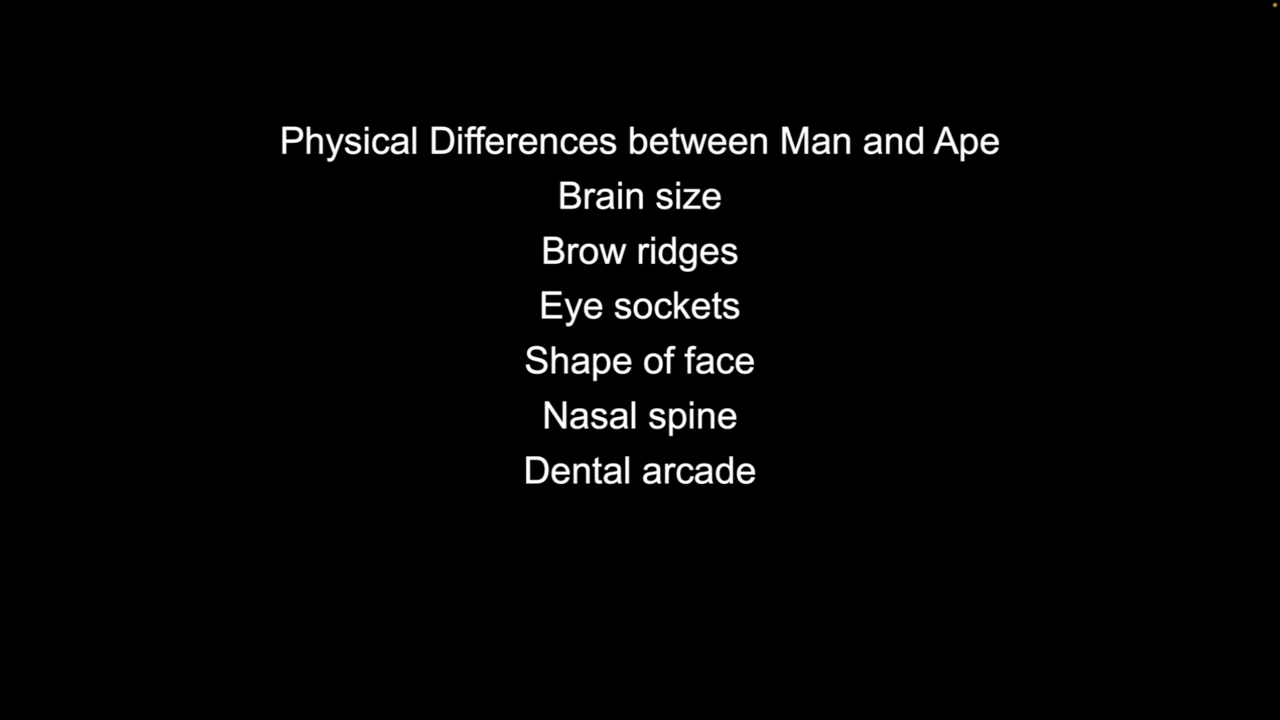 Physical Differences between Man and Ape
Brain size
Brow ridges
Eye sockets
Shape of face
Nasal spine
Dental arcade